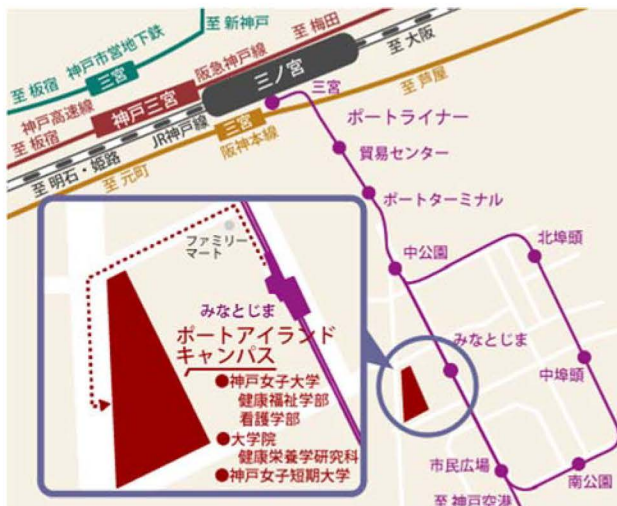 至 新神戸
至 梅田
至 大阪
神戸市営地下鉄
阪急神戸線
三ノ宮
至 板宿
三宮
三宮
至 芦屋
神戸高速線
神戸三宮
ポートライナー
至 板宿
JR神戸線
三宮
阪神本線
貿易センター
至 明石・姫路
至 元町
ポートターミナル
ファミリー
マート
中公園
北埠頭
みなとじま
みなとじま
ポートアイランド
キャンパス
●神戸女子大学
健康福祉学部
看護学部
●大学院
健康栄養学研究科
●神戸女子短期大学
中埠頭
市民広場
南公園
至 神戸空港